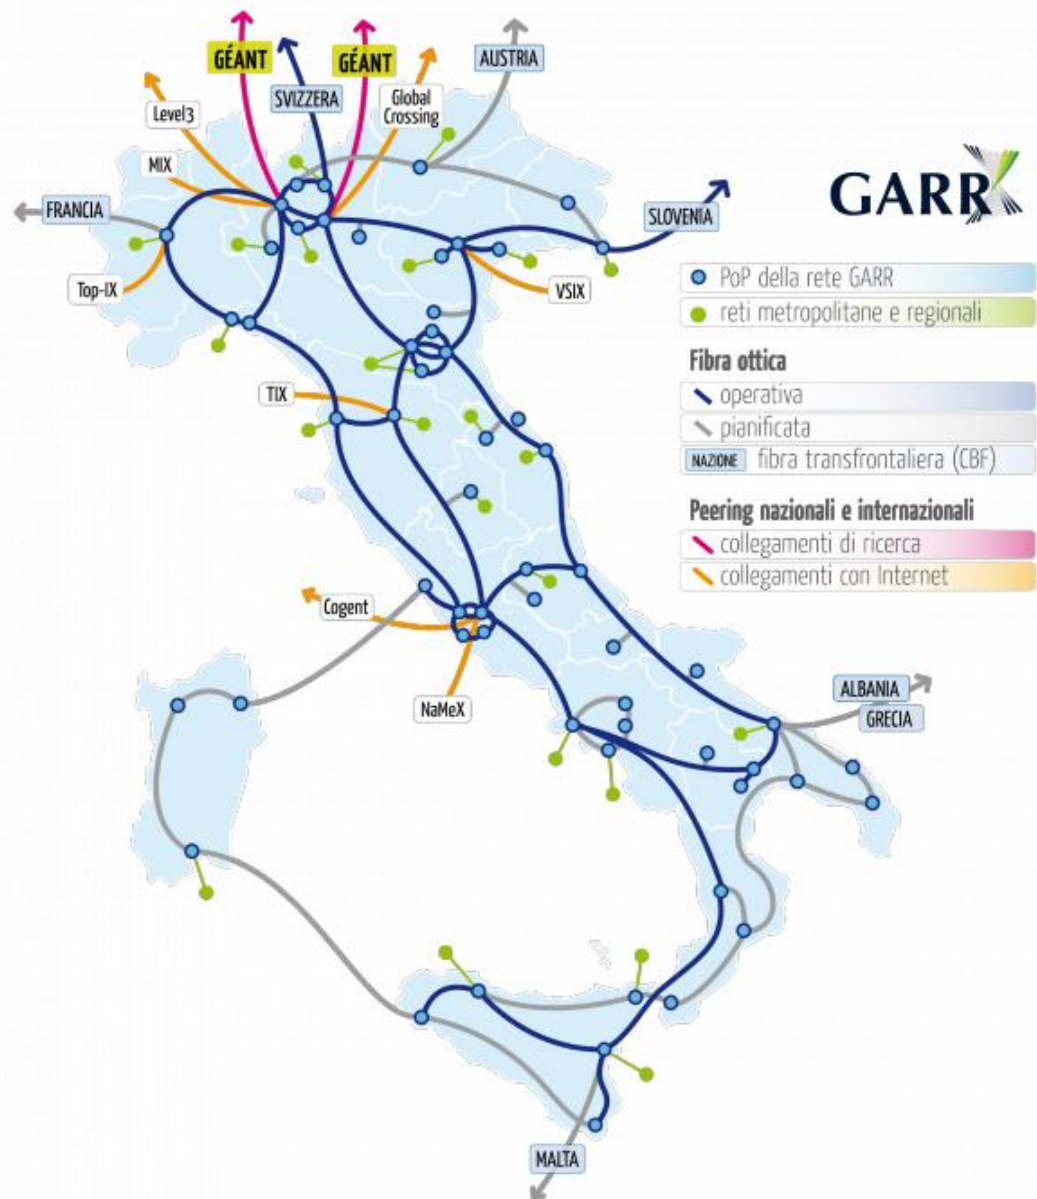 GÉANT
GÉANT
AUSTRIA
SVIZZERA
Level3
Global
Crossing
MIX
FRANCIA
SLOVENIA
Top-IX
VSIX
TIX
Cogent
NaMeX
ALBANIA
GRECIA
MALTA
GARR
PoP della rete GARR
reti metropolitane e regionali
Fibra ottica
operativa
pianificata
NAZIONE fibra transfrontaliera (CBF)
Peering nazionali e internazionali
collegamenti di ricerca
collegamenti con Internet